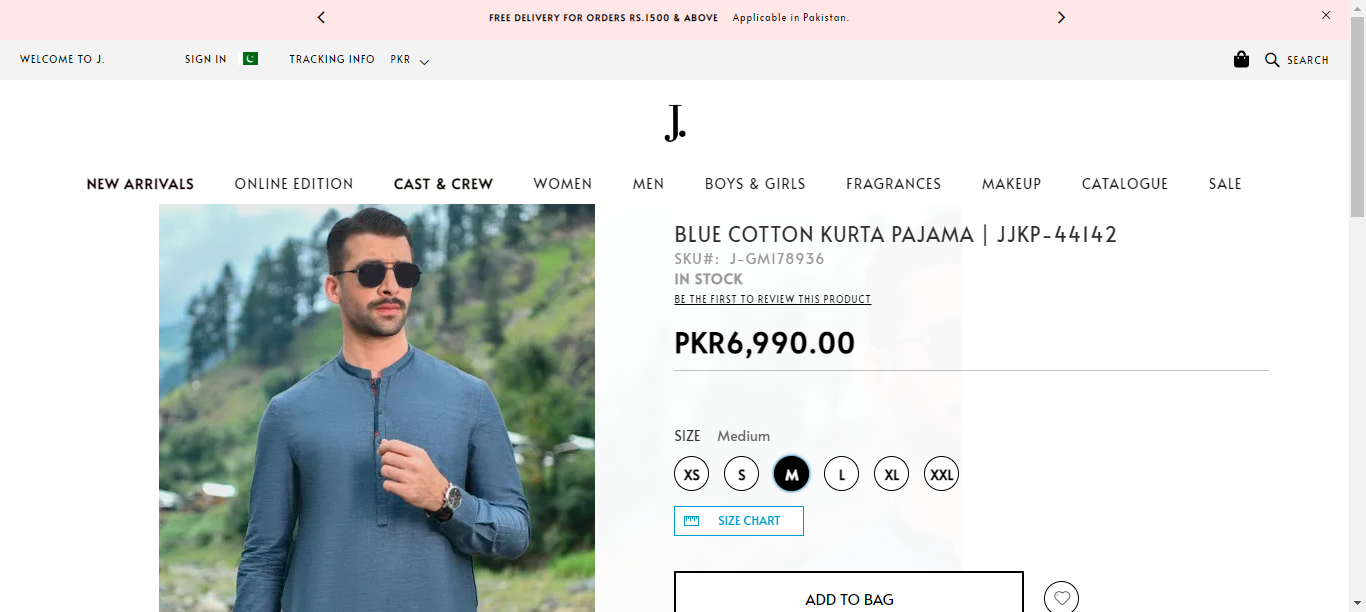 FREE DELIVERY FOR ORDERS RS.1500 & ABOVE Applicable in Pakistan.
WELCOME TO J. SIGN IN TRACKING INFO PKR SEARCH
J.
NEW ARRIVALS ONLINE EDITION CAST & CREW WOMEN MEN BOYS & GIRLS FRAGRANCES MAKEUP CATALOGUE SALE
BLUE COTTON KURTA PAJAMA | JJKP-44142
SKU#: J-GM178936
IN STOCK
BE THE FIRST TO REVIEW THIS PRODUCT
PKR6,990.00
SIZE Medium
XS S M L XL XXL
SIZE CHART
ADD TO BAG